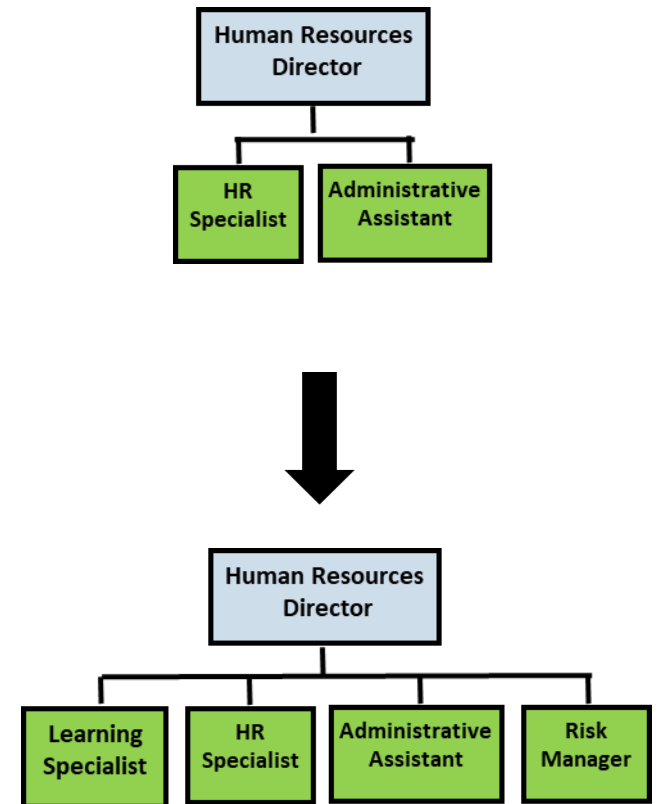 Human Resources
Director
HR
Specialist
Administrative
Assistant
Human Resources
Director
Learning
Specialist
HR
Specialist
Administrative
Assistant
Risk
Manager